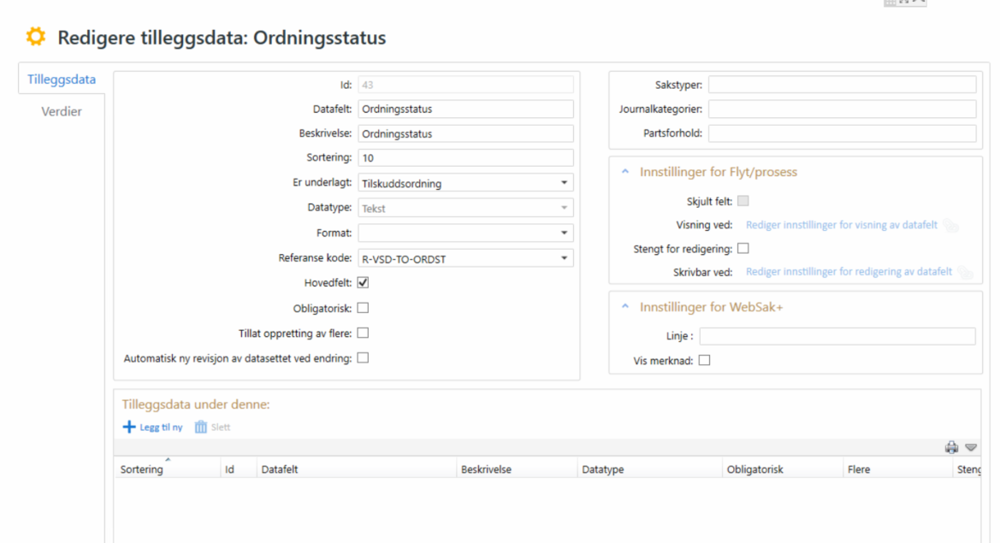 Redigere tilleggsdata: Ordningsstatus
Tilleggsdata
Verdier
Id: 43
Datafelt: Ordningsstatus
Beskrivelse: Ordningsstatus
Sortering: 10
Er underlagt: Tilskuddsordning
Datatype: Tekst
Format:
Referanse kode: R-VSD-TO-ORDST
Hovedfelt:
Obligatorisk:
Tillat oppretting av flere:
Automatisk ny revisjon av datasettet ved endring:
Sakstyper:
Journalkategorier:
Partsforhold:
Innstillinger for Flyt/prosess
Skjult felt:
Visning ved: Rediger innstillinger for visning av datafelt
Stengt for redigering:
Skrivbar ved: Rediger innstillinger for redigering av datafelt
Innstillinger for WebSak+
Linje :
Vis merknad:
Tilleggsdata under denne:
Legg til ny Slett
Sortering Id Datafelt Beskrivelse Datatype Obligatorisk Flere Steng